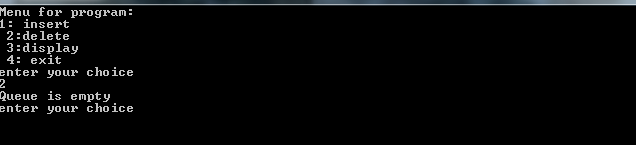 Menu for program:
1: insert
2:delete
3:display
4: exit
enter your choice
2
Queue is empty
enter your choice